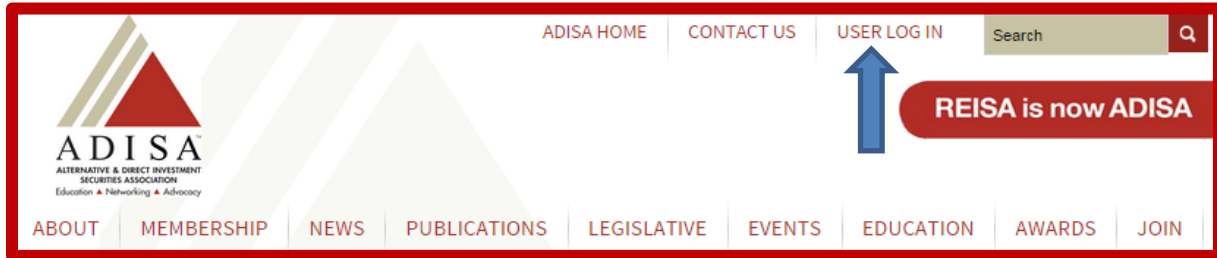 ADISA HOME CONTACT US USER LOG IN Search
REISA is now ADISA
ADISA
ALTERNATIVE & DIRECT INVESTMENT
SECURITIES ASSOCIATION
Education ▲ Networking ▲ Advocacy
ABOUT MEMBERSHIP NEWS PUBLICATIONS LEGISLATIVE EVENTS EDUCATION AWARDS JOIN